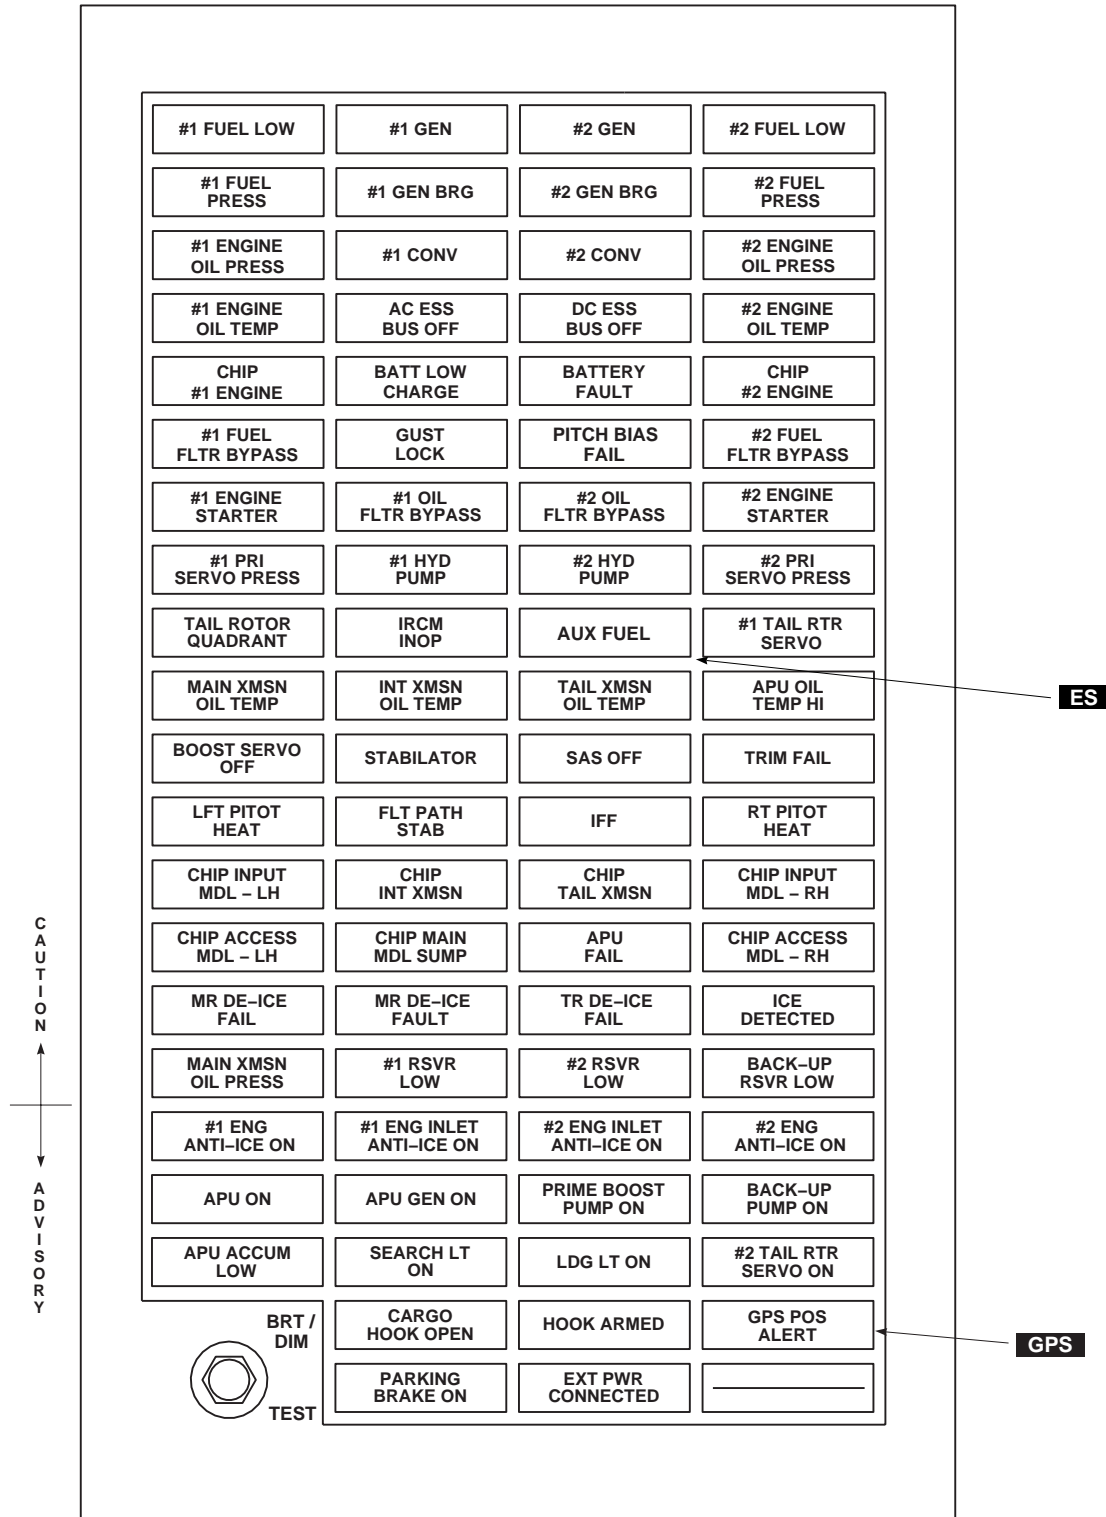 #1 FUEL LOW
#1 GEN
#2 GEN
#2 FUEL LOW
#1 FUEL
PRESS
#1 GEN BRG
#2 GEN BRG
#2 FUEL
PRESS
#1 ENGINE
OIL PRESS
#1 CONV
#2 CONV
#2 ENGINE
OIL PRESS
#1 ENGINE
OIL TEMP
AC ESS
BUS OFF
DC ESS
BUS OFF
#2 ENGINE
OIL TEMP
CHIP
#1 ENGINE
BATT LOW
CHARGE
BATTERY
FAULT
CHIP
#2 ENGINE
#1 FUEL
FLTR BYPASS
GUST
LOCK
PITCH BIAS
FAIL
#2 FUEL
FLTR BYPASS
#1 ENGINE
STARTER
#1 OIL
FLTR BYPASS
#2 OIL
FLTR BYPASS
#2 ENGINE
STARTER
#1 PRI
SERVO PRESS
#1 HYD
PUMP
#2 HYD
PUMP
#2 PRI
SERVO PRESS
TAIL ROTOR
QUADRANT
IRCM
INOP
AUX FUEL
#1 TAIL RTR
SERVO
ES
MAIN XMSN
OIL TEMP
INT XMSN
OIL TEMP
TAIL XMSN
OIL TEMP
APU OIL
TEMP HI
BOOST SERVO
OFF
STABILATOR
SAS OFF
TRIM FAIL
LFT PITOT
HEAT
FLT PATH
STAB
IFF
RT PITOT
HEAT
CHIP INPUT
MDL – LH
CHIP
INT XMSN
CHIP
TAIL XMSN
CHIP INPUT
MDL – RH
CAUTION
CHIP ACCESS
MDL – LH
CHIP MAIN
MDL SUMP
APU
FAIL
CHIP ACCESS
MDL – RH
MR DE–ICE
FAIL
MR DE–ICE
FAULT
TR DE–ICE
FAIL
ICE
DETECTED
MAIN XMSN
OIL PRESS
#1 RSVR
LOW
#2 RSVR
LOW
BACK–UP
RSVR LOW
#1 ENG
ANTI–ICE ON
#1 ENG INLET
ANTI–ICE ON
#2 ENG INLET
ANTI–ICE ON
#2 ENG
ANTI–ICE ON
ADVISORY
APU ON
APU GEN ON
PRIME BOOST
PUMP ON
BACK–UP
PUMP ON
APU ACCUM
LOW
SEARCH LT
ON
LDG LT ON
#2 TAIL RTR
SERVO ON
BRT /
DIM
CARGO
HOOK OPEN
HOOK ARMED
GPS POS
ALERT
GPS
TEST
PARKING
BRAKE ON
EXT PWR
CONNECTED